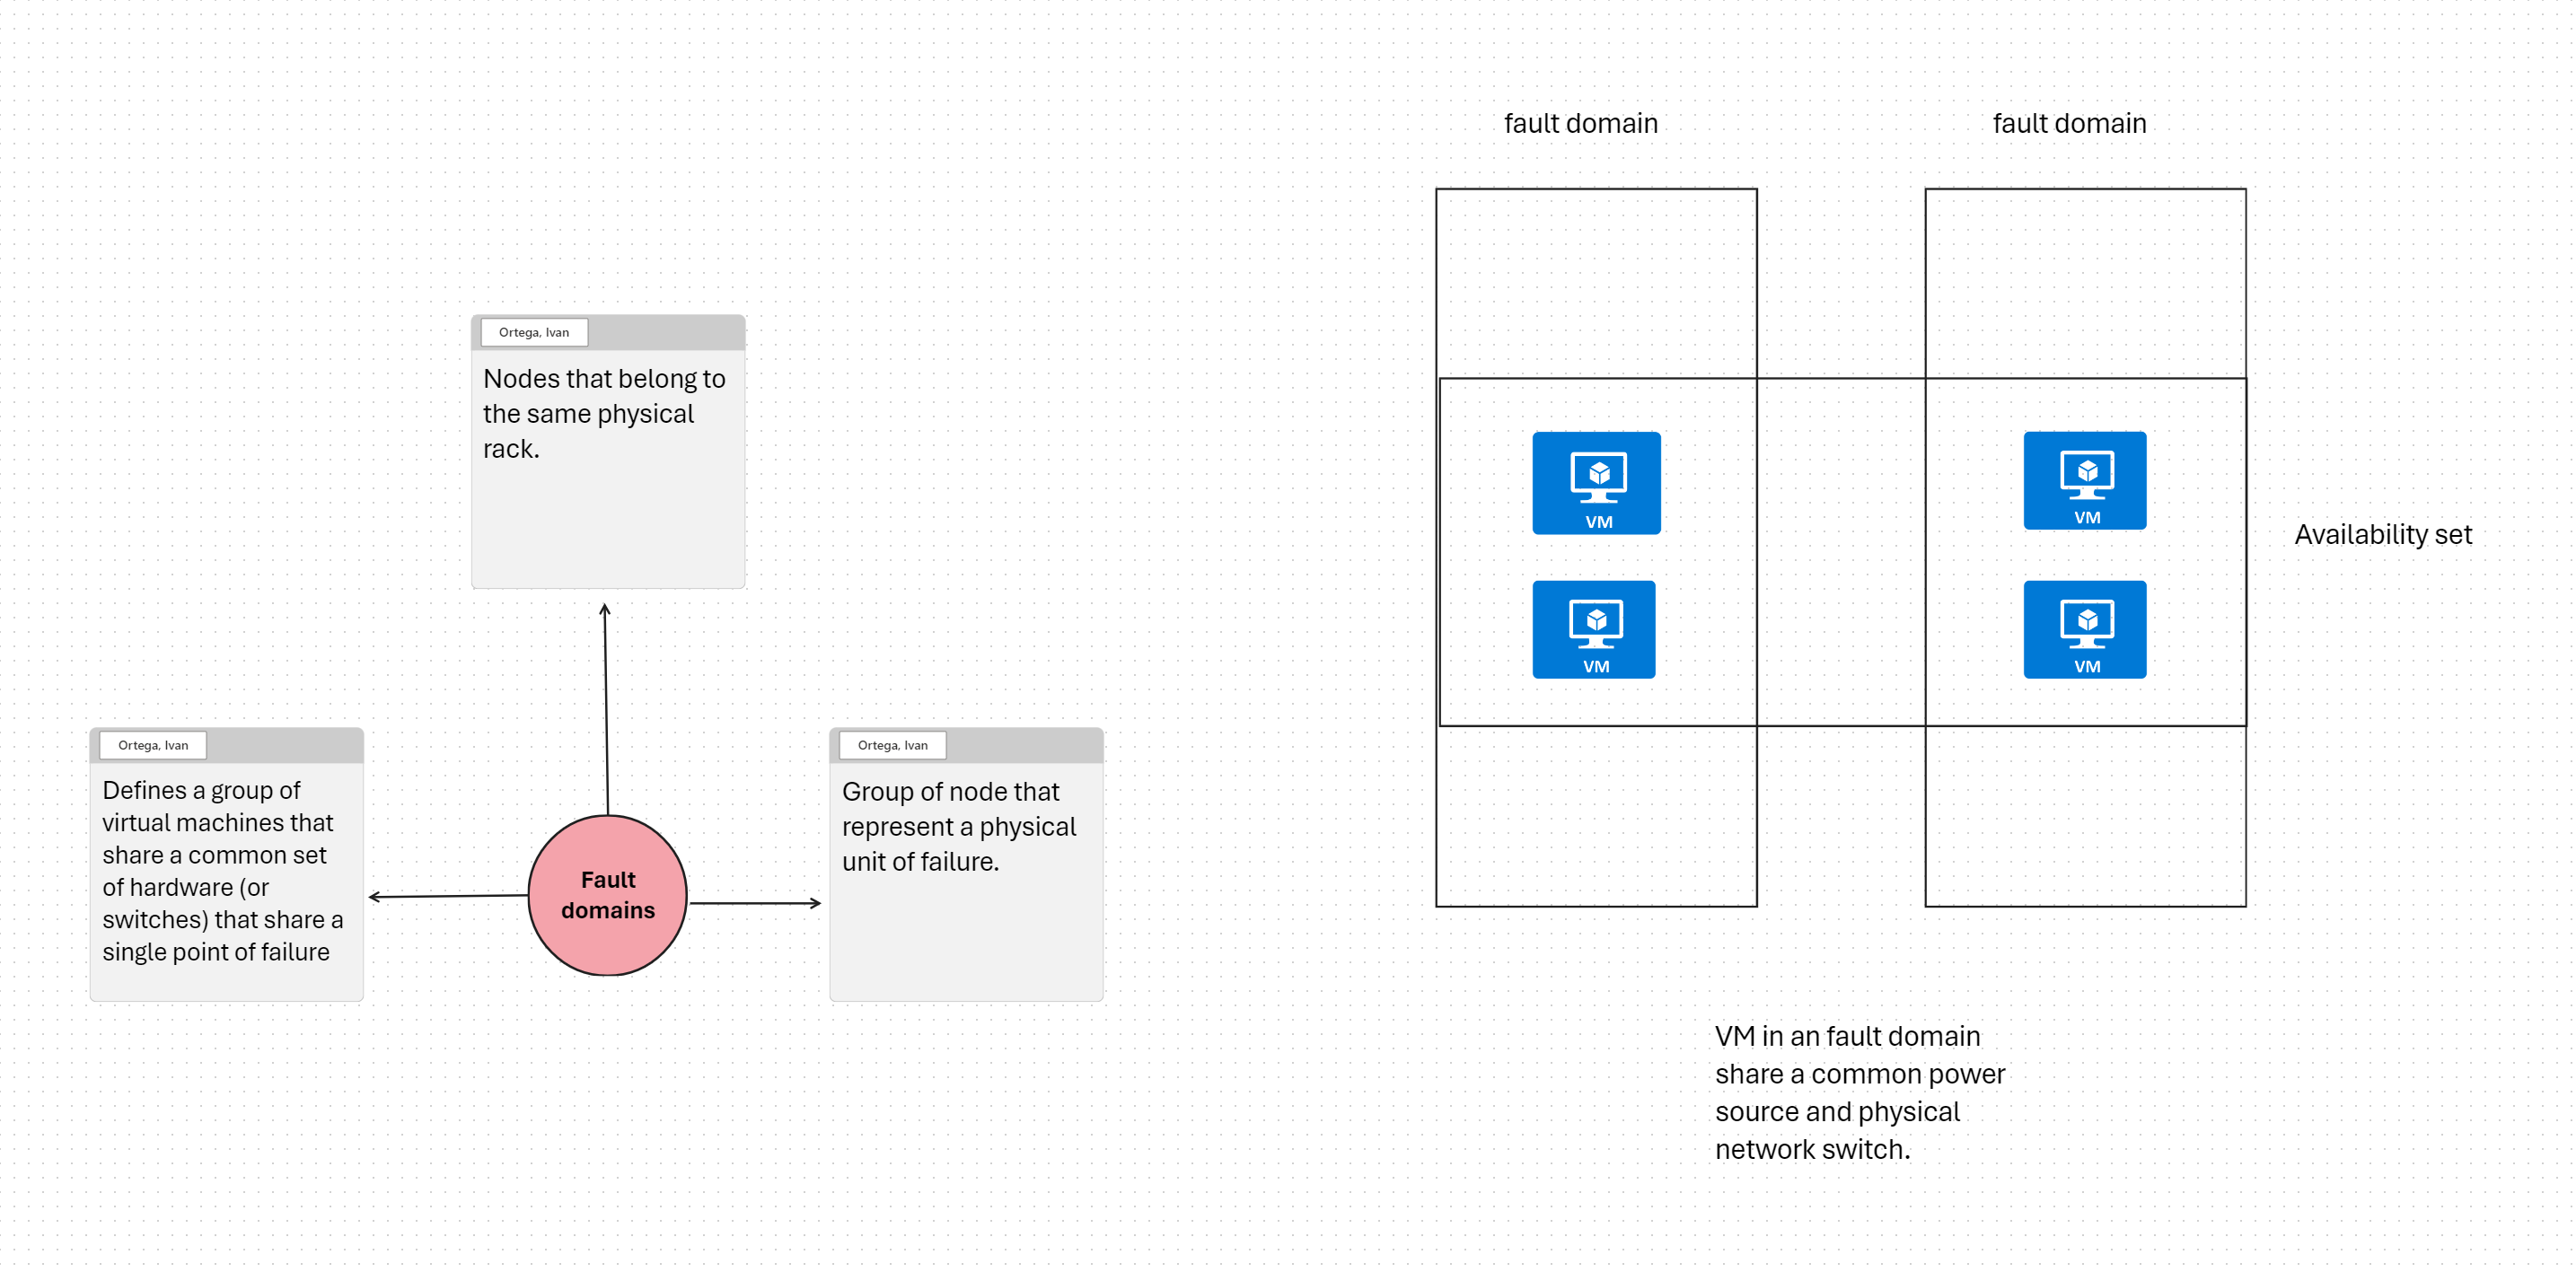 Ortega, Ivan
Nodes that belong to
the same physical
rack.
Ortega, Ivan
Defines a group of
virtual machines that
share a common set
of hardware (or
switches) that share a
single point of failure
Fault
domains
Ortega, Ivan
Group of node that
represent a physical
unit of failure.
fault domain
fault domain
VM
VM
VM
VM
Availability set
VM in an fault domain
share a common power
source and physical
network switch.